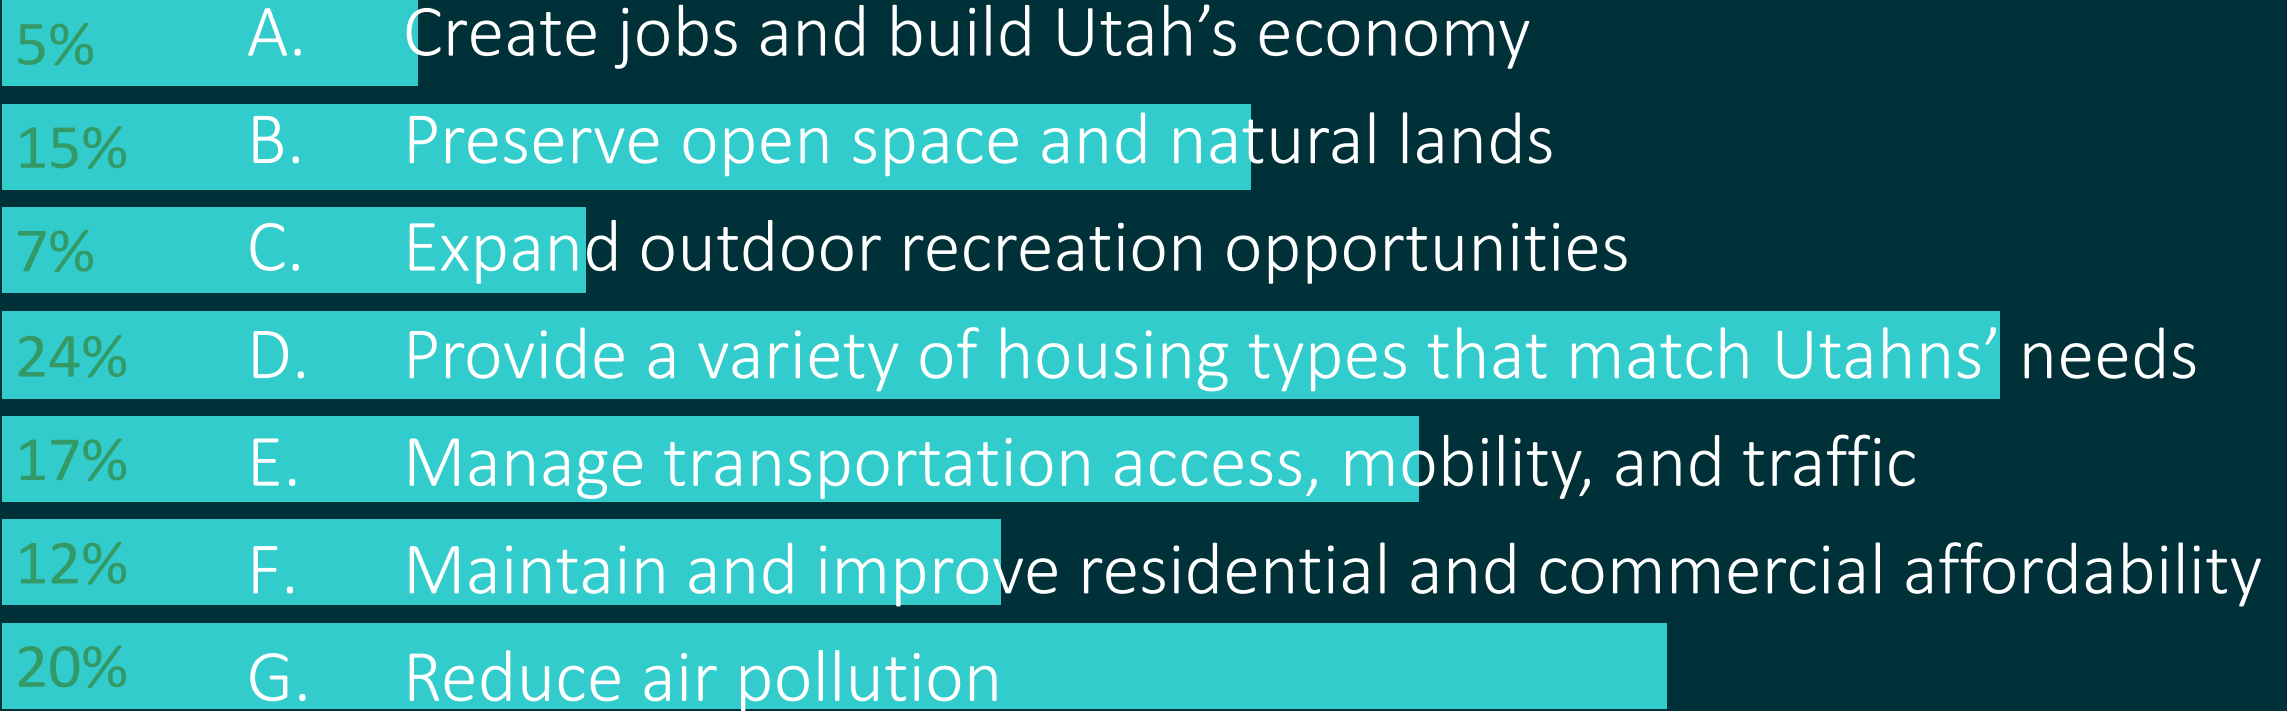 5% A. Create jobs and build Utah’s economy
15% B. Preserve open space and natural lands
7% C. Expand outdoor recreation opportunities
24% D. Provide a variety of housing types that match Utahns’ needs
17% E. Manage transportation access, mobility, and traffic
12% F. Maintain and improve residential and commercial affordability
20% G. Reduce air pollution